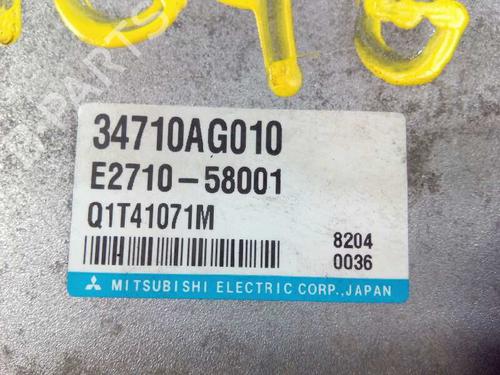 34710AG010
E2710-58001
Q1T41071M
8204
0036
MITSUBISHI ELECTRIC CORP., JAPAN